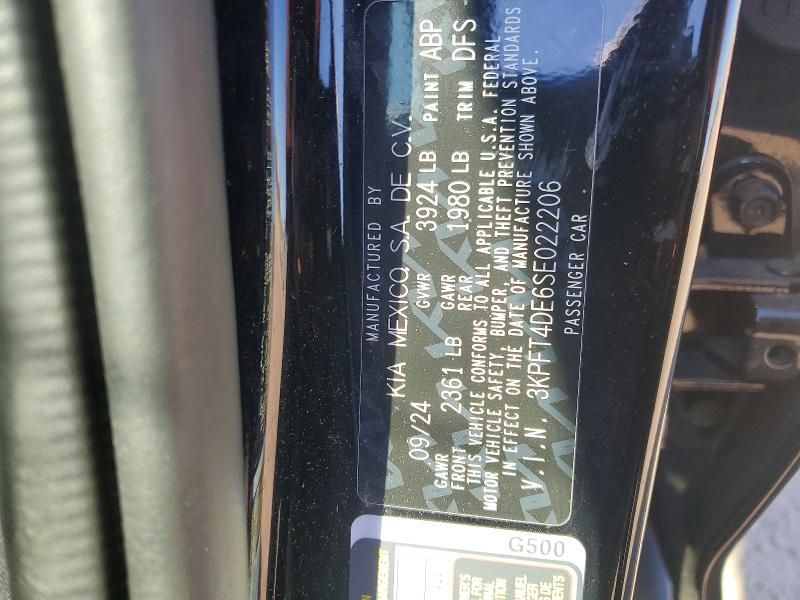 MANUFACTURED BY
KIA MEXICO, S.A. DE C.V.
09/24 GVWR 3924 LB PAINT ABP
GAWR FRONT 2361 LB GAWR REAR 1980 LB TRIM DFS
THIS VEHICLE CONFORMS TO ALL APPLICABLE U.S.A. FEDERAL
MOTOR VEHICLE SAFETY, BUMPER, AND THEFT PREVENTION STANDARDS
IN EFFECT ON THE DATE OF MANUFACTURE SHOWN ABOVE.
V.I.N. 3KPFT4DE6SE022206
PASSENGER CAR
G500